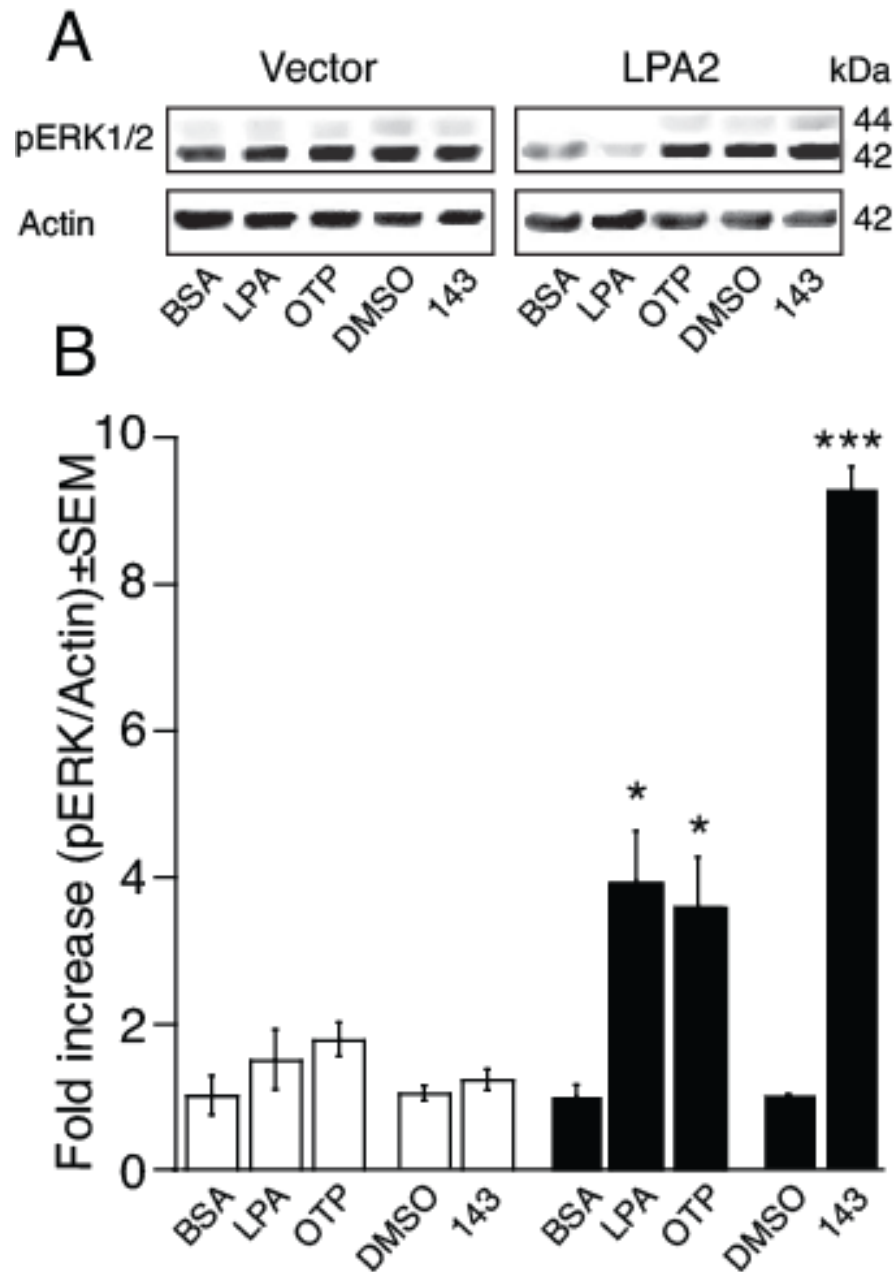 A
Vector LPA2 kDa
pERK1/2 44
42
Actin 42
BSA LPA OTP DMSO 143 BSA LPA OTP DMSO 143
B
Fold increase (pERK/Actin)±SEM
10
8
6
4
2
0
* * ***
BSA LPA OTP DMSO 143 BSA LPA OTP DMSO 143